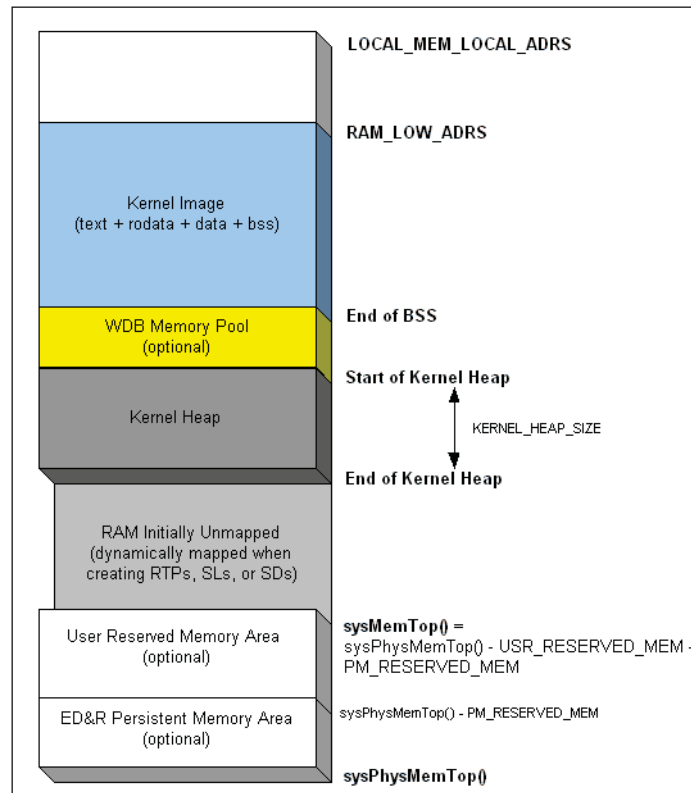 LOCAL_MEM_LOCAL_ADRS
RAM_LOW_ADRS
Kernel Image
(text + rodata + data + bss)
End of BSS
WDB Memory Pool
(optional)
Start of Kernel Heap
Kernel Heap
KERNEL_HEAP_SIZE
End of Kernel Heap
RAM Initially Unmapped
(dynamically mapped when
creating RTPs, SLs, or SDs)
sysMemTop() =
sysPhysMemTop() - USR_RESERVED_MEM -
PM_RESERVED_MEM
User Reserved Memory Area
(optional)
sysPhysMemTop() - PM_RESERVED_MEM
ED&R Persistent Memory Area
(optional)
sysPhysMemTop()